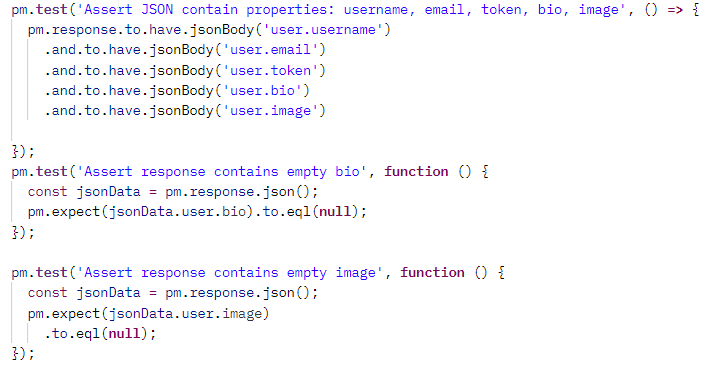 pm.test('Assert JSON contain properties: username, email, token, bio, image', () => {
  pm.response.to.have.jsonBody('user.username')
    .and.to.have.jsonBody('user.email')
    .and.to.have.jsonBody('user.token')
    .and.to.have.jsonBody('user.bio')
    .and.to.have.jsonBody('user.image')

});
pm.test('Assert response contains empty bio', function () {
  const jsonData = pm.response.json();
  pm.expect(jsonData.user.bio).to.eql(null);
});

pm.test('Assert response contains empty image', function () {
  const jsonData = pm.response.json();
  pm.expect(jsonData.user.image)
    .to.eql(null);
});